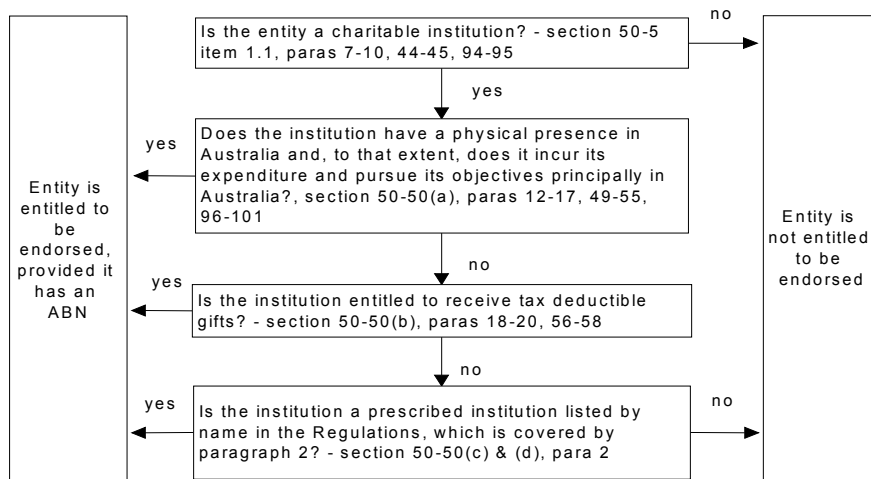 Is the entity a charitable institution? - section 50-5
item 1.1, paras 7-10, 44-45, 94-95
no
yes
yes
Does the institution have a physical presence in
Australia and, to that extent, does it incur its
expenditure and pursue its objectives principally in
Australia?, section 50-50(a), paras 12-17, 49-55,
96-101
Entity is
entitled to
be
endorsed,
provided it
has an
ABN
Entity is
not entitled
to be
endorsed
no
yes
Is the institution entitled to receive tax deductible
gifts? - section 50-50(b), paras 18-20, 56-58
no
yes
Is the institution a prescribed institution listed by
name in the Regulations, which is covered by
paragraph 2? - section 50-50(c) & (d), para 2
no